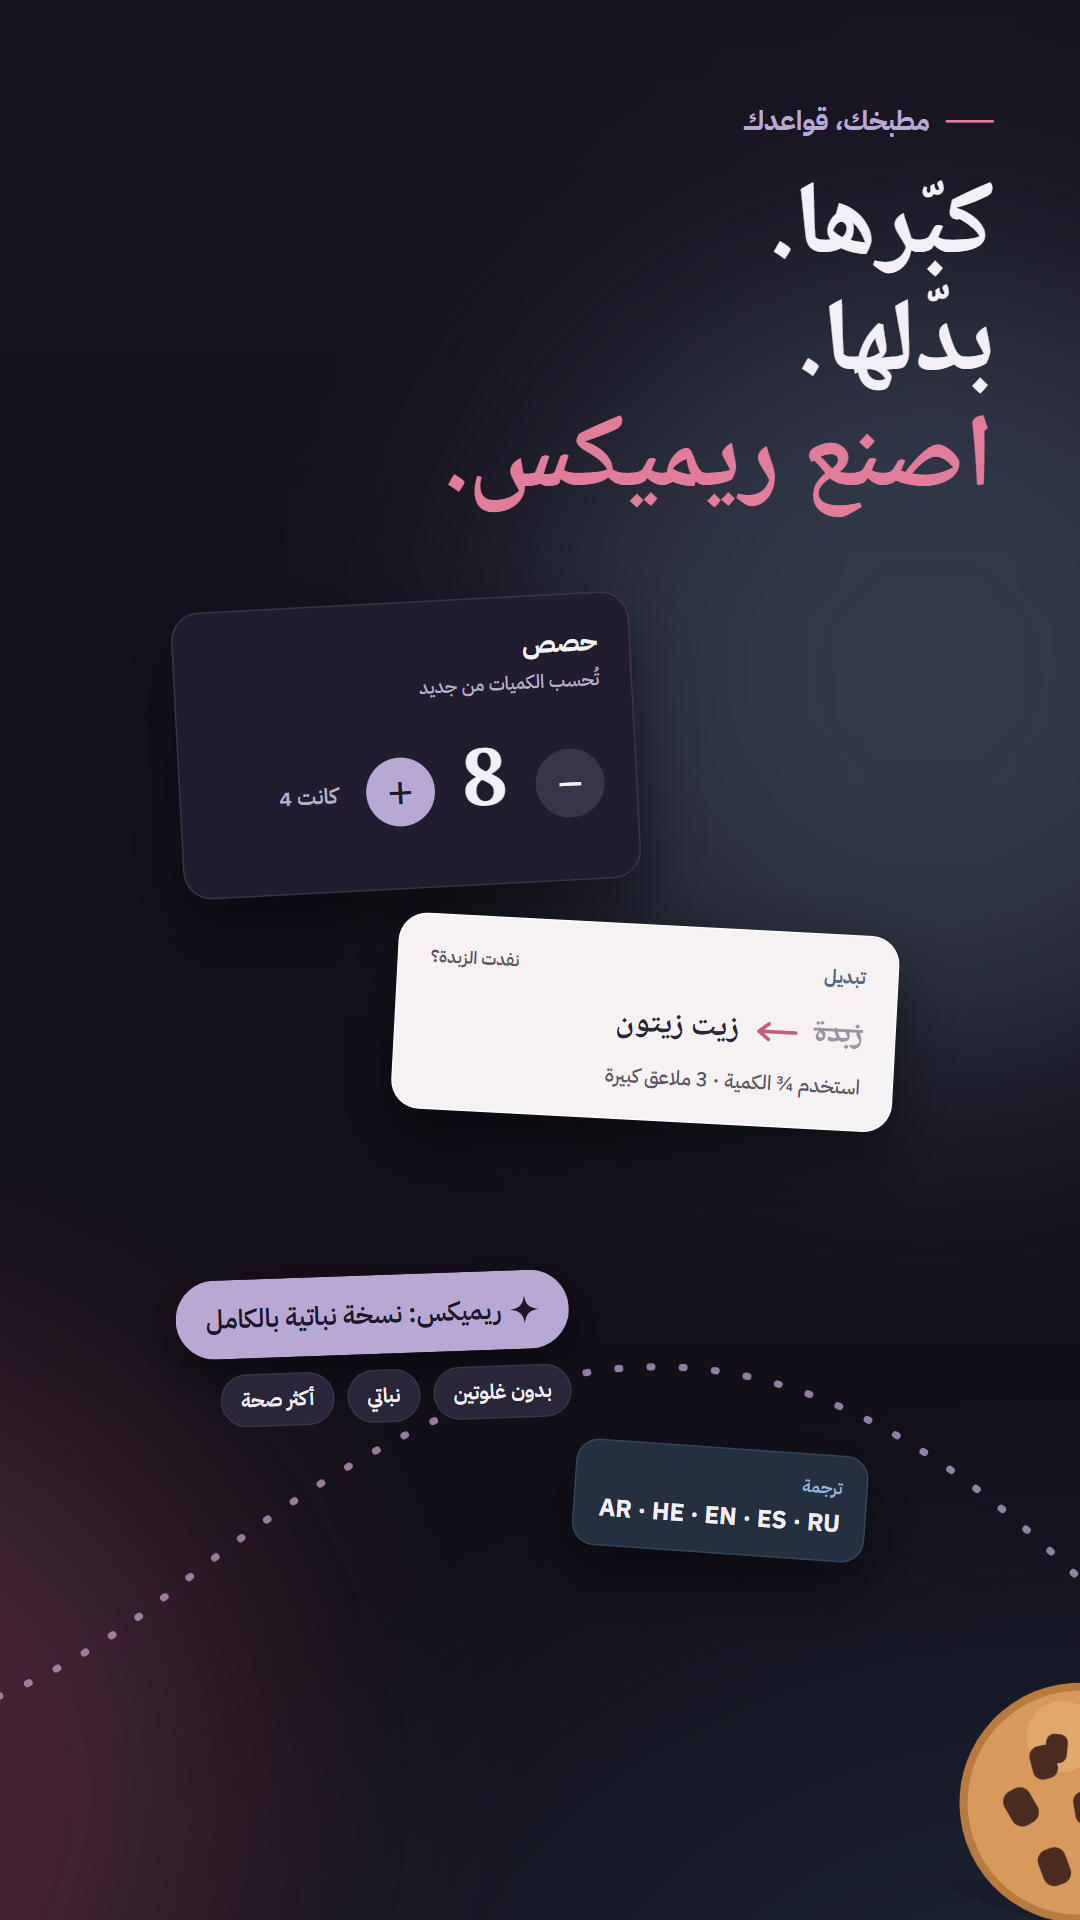 مطبخك، قواعدك
كبّرها.
بدّلها.
اصنع ريميكس.
حصص
تُحسب الكميات من جديد
− 8 + كانت 4
تبديل نفدت الزبدة؟
زبدة ← زيت زيتون
استخدم ¾ الكمية · 3 ملاعق كبيرة
✦ ريميكس: نسخة نباتية بالكامل
بدون غلوتين نباتي أكثر صحة
ترجمة
AR · HE · EN · ES · RU